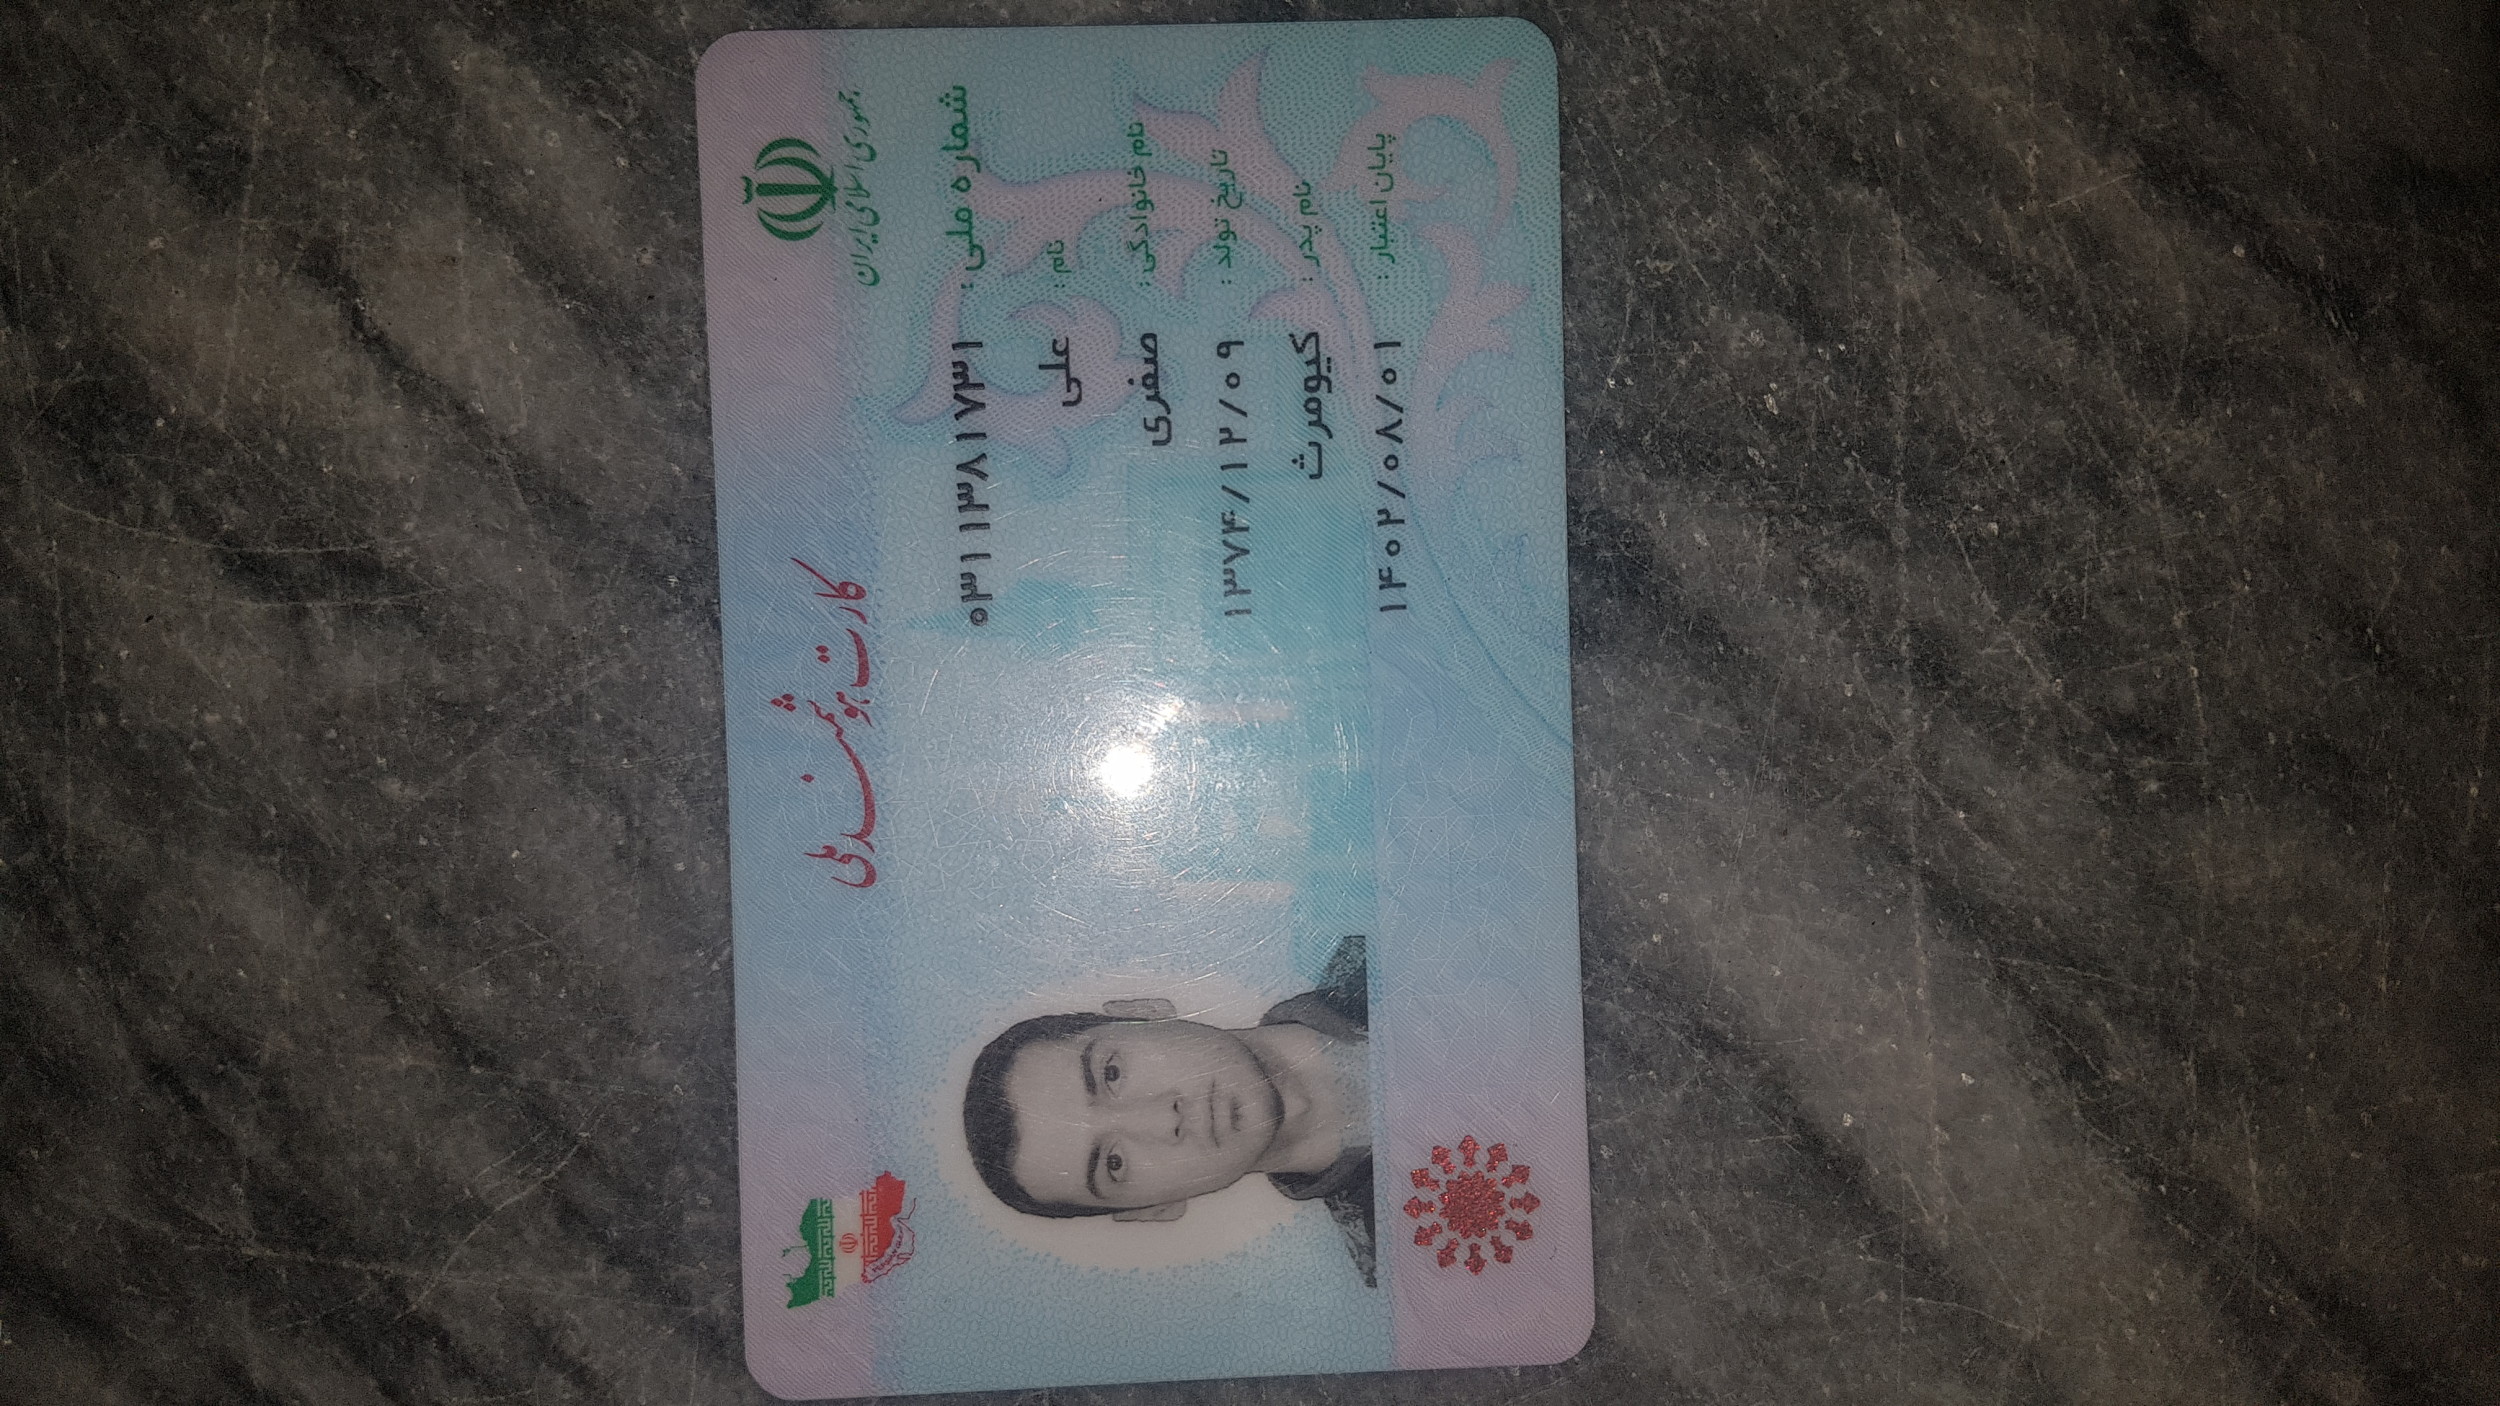 جمهوری اسلامی ایران
کارت هوشمند ملی
شماره ملی: ۰۳۱۱۳۸۱۷۳۱
نام: علی
نام خانوادگی: صفری
تاریخ تولد: ۱۳۷۴/۱۲/۰۹
نام پدر: کیومرث
پایان اعتبار: ۱۴۰۲/۰۸/۰۱